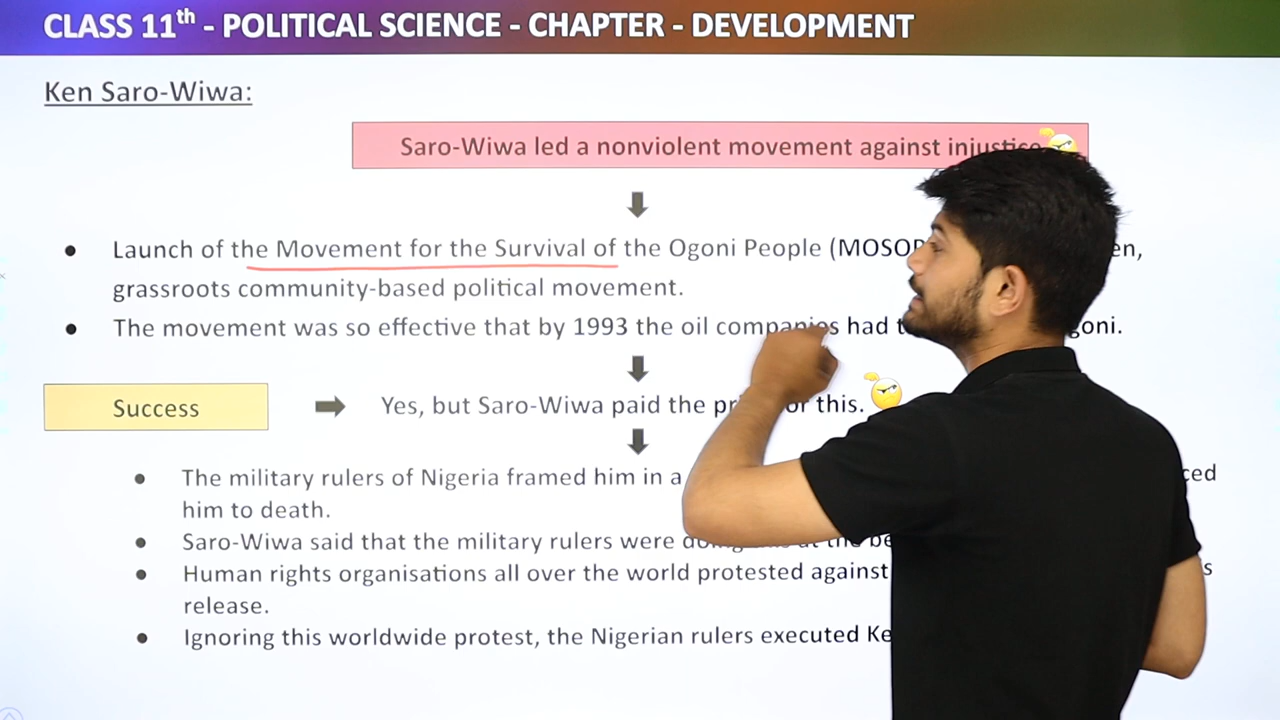 CLASS 11th - POLITICAL SCIENCE - CHAPTER - DEVELOPMENT
Ken Saro-Wiwa:
Saro-Wiwa led a nonviolent movement against injustice
● Launch of the Movement for the Survival of the Ogoni People (MOSOP
grassroots community-based political movement.
● The movement was so effective that by 1993 the oil companies had
Success
Yes, but Saro-Wiwa paid the for this.
● The military rulers of Nigeria framed him in a
him to death.
● Saro-Wiwa said that the military rulers were
● Human rights organisations all over the world protested against
release.
● Ignoring this worldwide protest, the Nigerian rulers executed